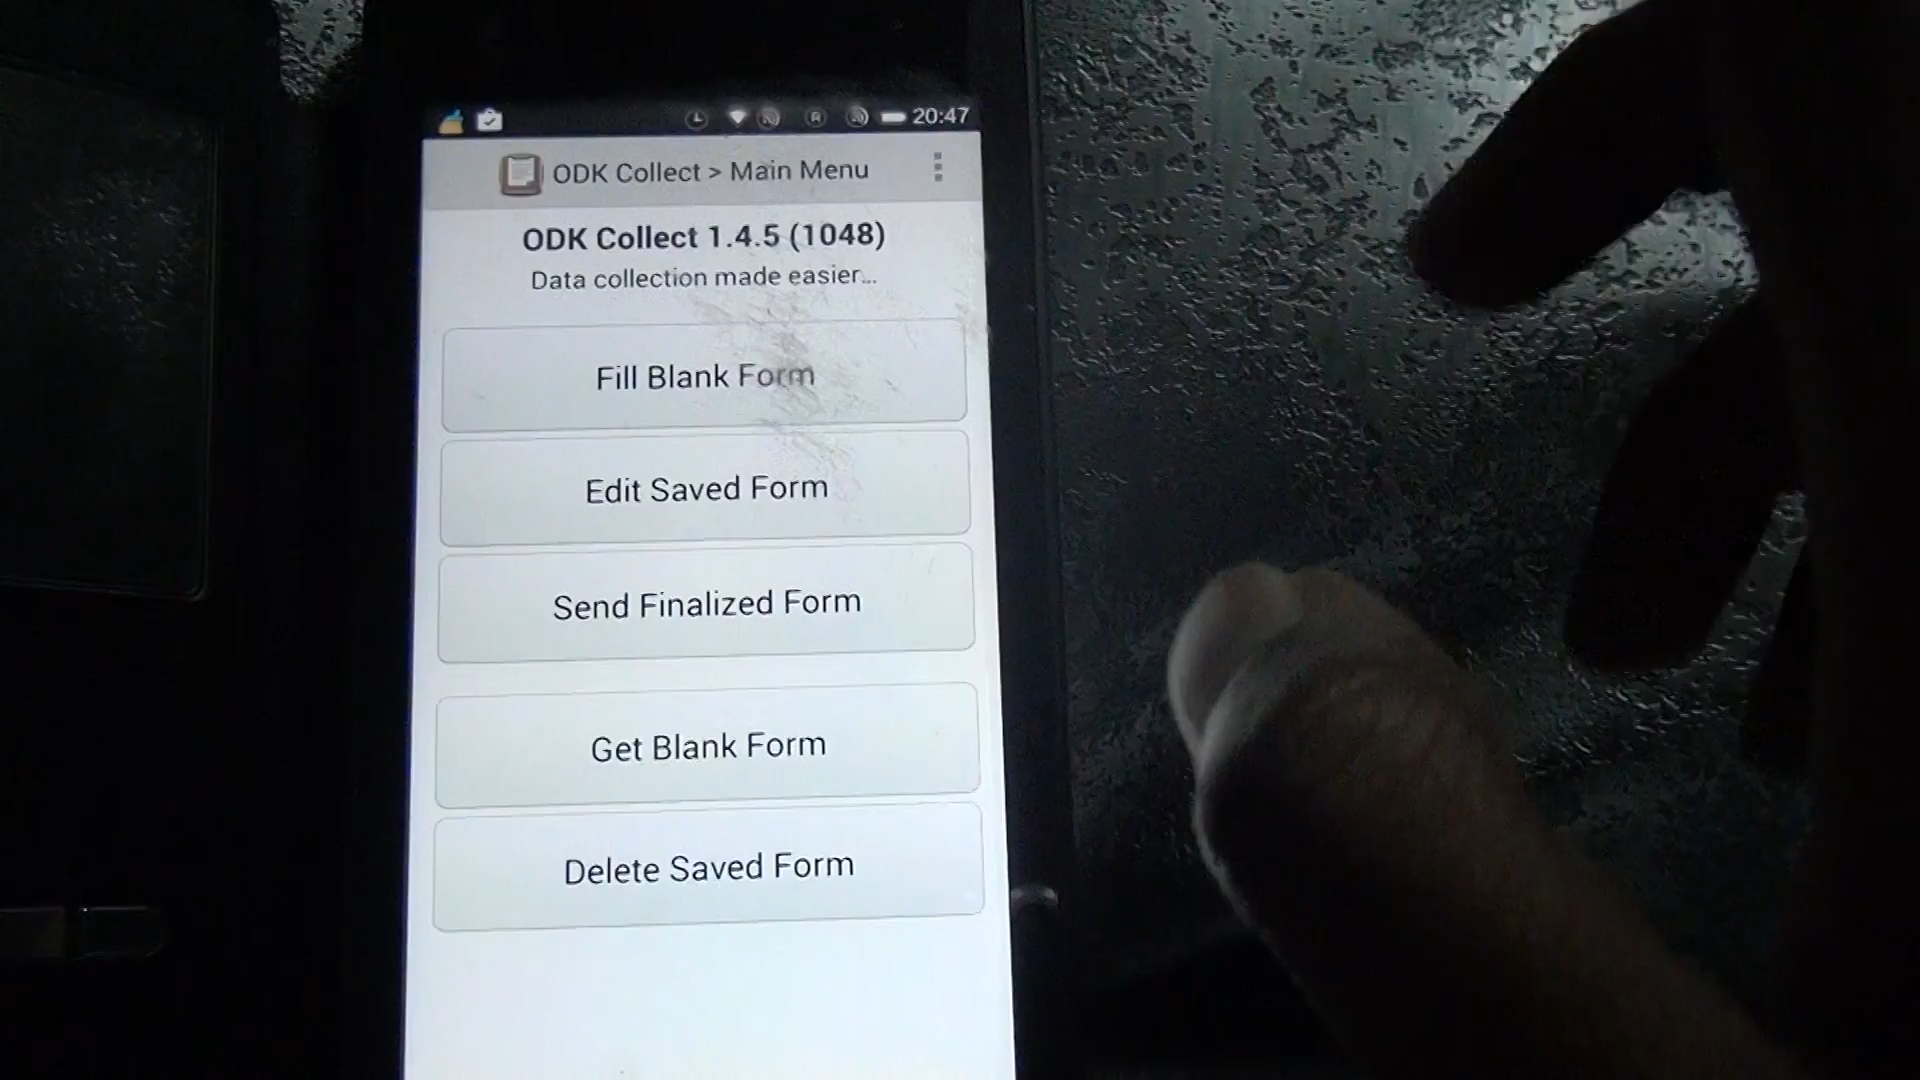 20:47
ODK Collect > Main Menu
ODK Collect 1.4.5 (1048)
Data collection made easier...
Fill Blank Form
Edit Saved Form
Send Finalized Form
Get Blank Form
Delete Saved Form